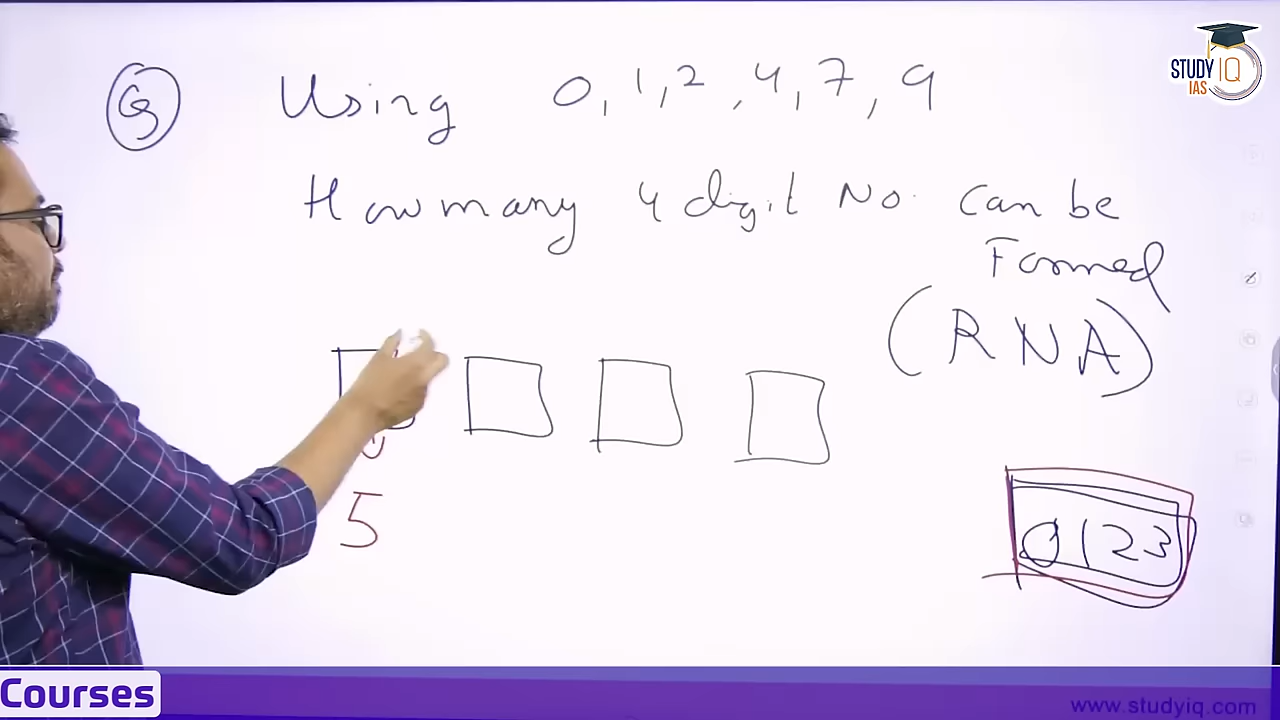 Q Using 0, 1, 2, 4, 7, 9
How many 4 digit No. Can be
Formed
(RNA)
5
0123
STUDY IQ
IAS
Courses
www.studyiq.com